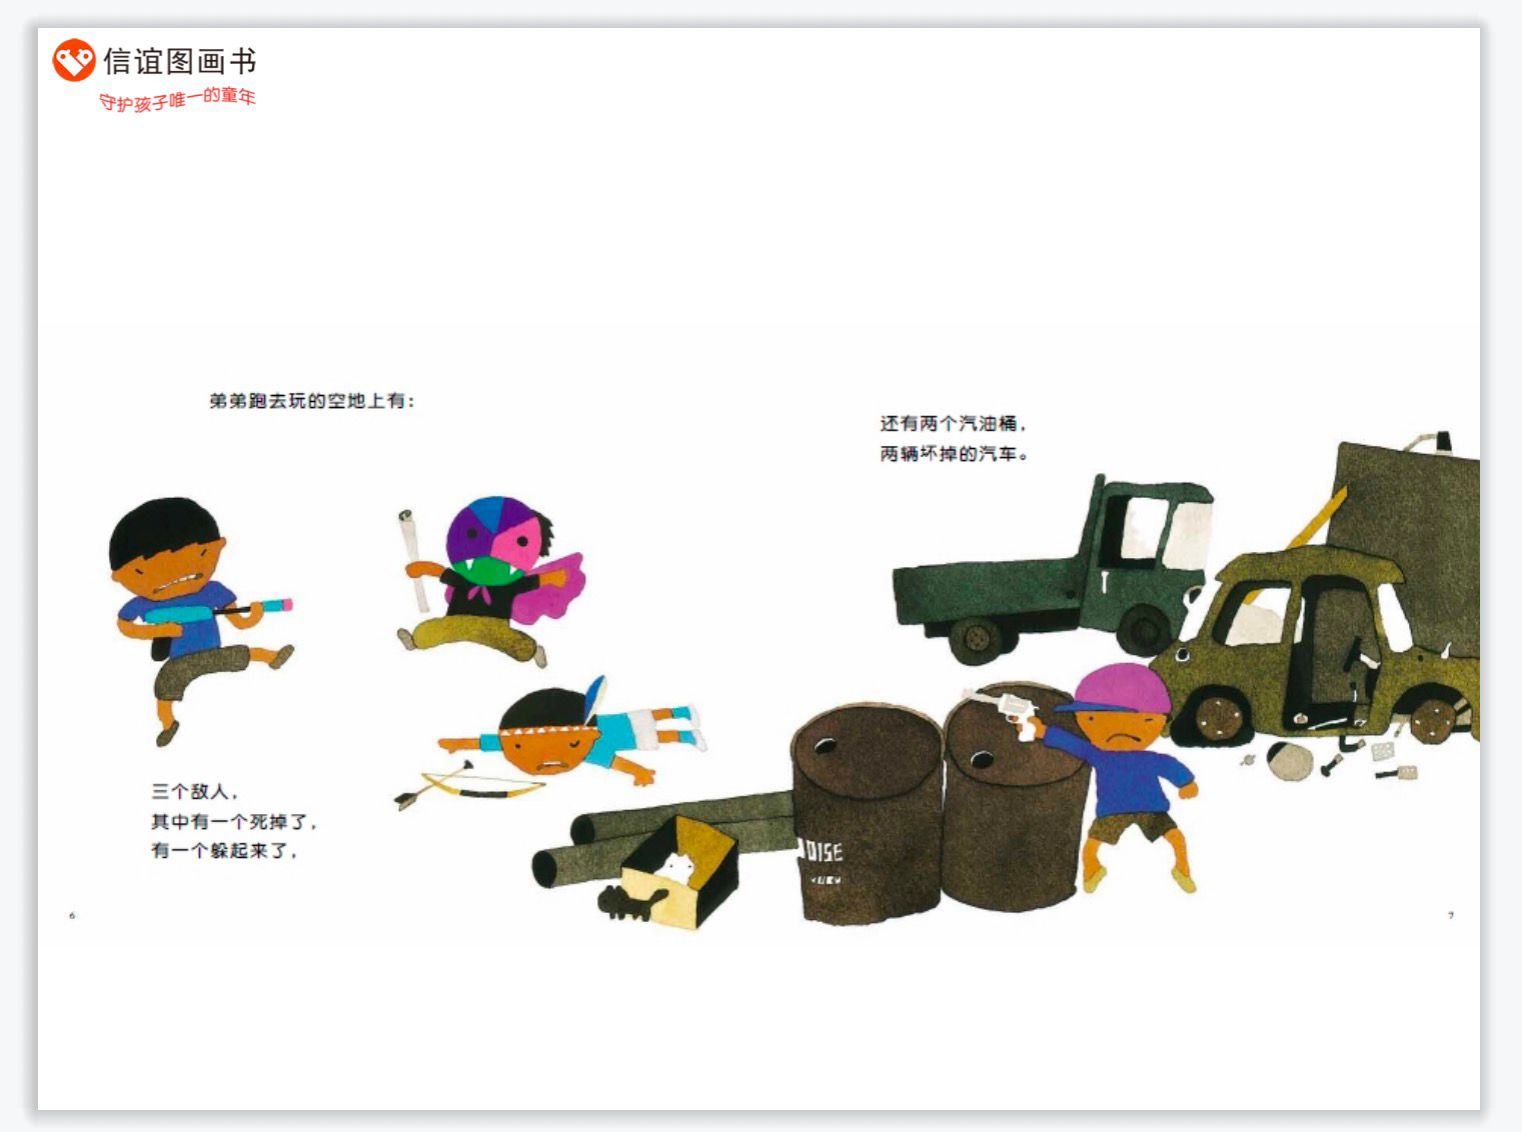 信谊图画书
守护孩子唯一的童年
弟弟跑去玩的空地上有：
三个敌人，
其中有一个死掉了，
有一个躲起来了，
6
还有两个汽油桶，
两辆坏掉的汽车。
OISE
7